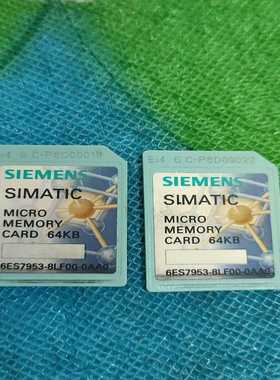 SIEMENS
SIMATIC
MICRO
MEMORY
CARD 64KB
6ES7953-8LF00-0AA0
SIEMENS
SIMATIC
MICRO
MEMORY
CARD 64KB
6ES7953-8LF00-0AA0